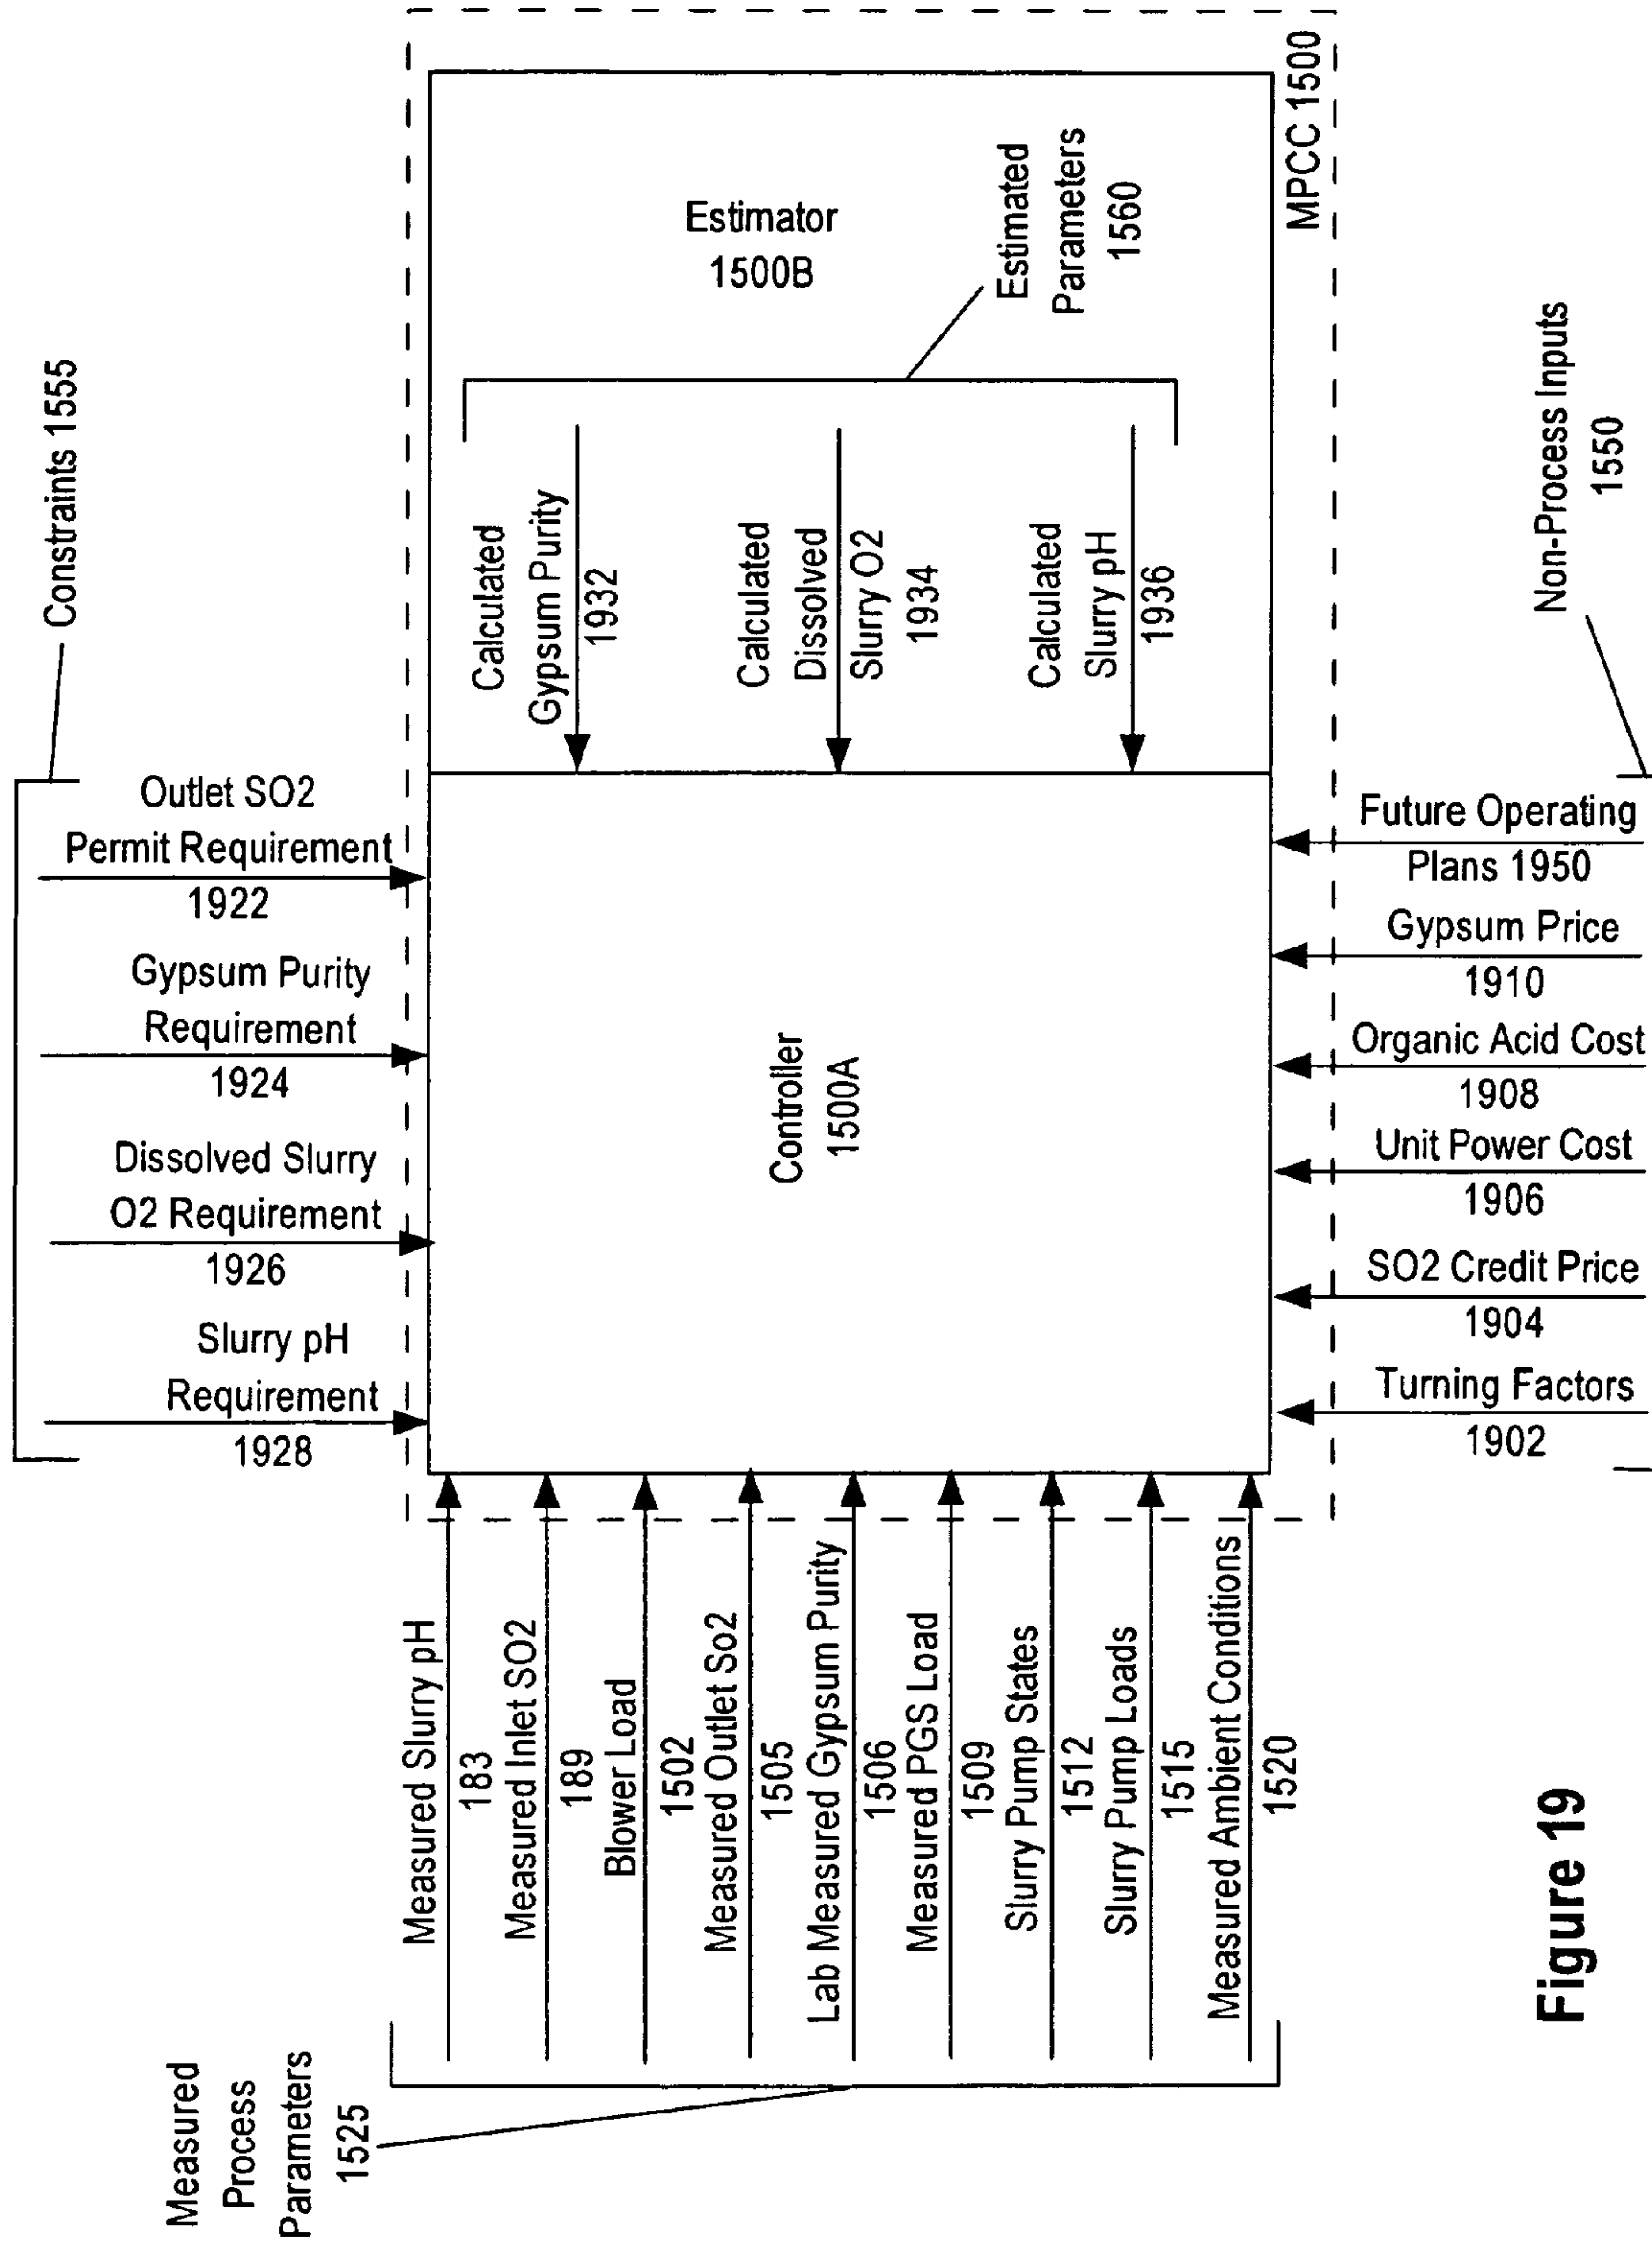 Constraints 1555
Outlet SO2
Permit Requirement
1922
Gypsum Purity
Requirement
1924
Dissolved Slurry
O2 Requirement
1926
Slurry pH
Requirement
1928
Measured
Process
Parameters
1525
Measured Slurry pH
183
Measured Inlet SO2
189
Blower Load
1502
Measured Outlet So2
1505
Lab Measured Gypsum Purity
1506
Measured PGS Load
1509
Slurry Pump States
1512
Slurry Pump Loads
1515
Measured Ambient Conditions
1520
Controller
1500A
Calculated
Gypsum Purity
1932
Calculated
Dissolved
Slurry O2
1934
Calculated
Slurry pH
1936
Estimator
1500B
Estimated
Parameters
1560
MPCC 1500
Non-Process Inputs
1550
Future Operating
Plans 1950
Gypsum Price
1910
Organic Acid Cost
1908
Unit Power Cost
1906
SO2 Credit Price
1904
Turning Factors
1902
Figure 19